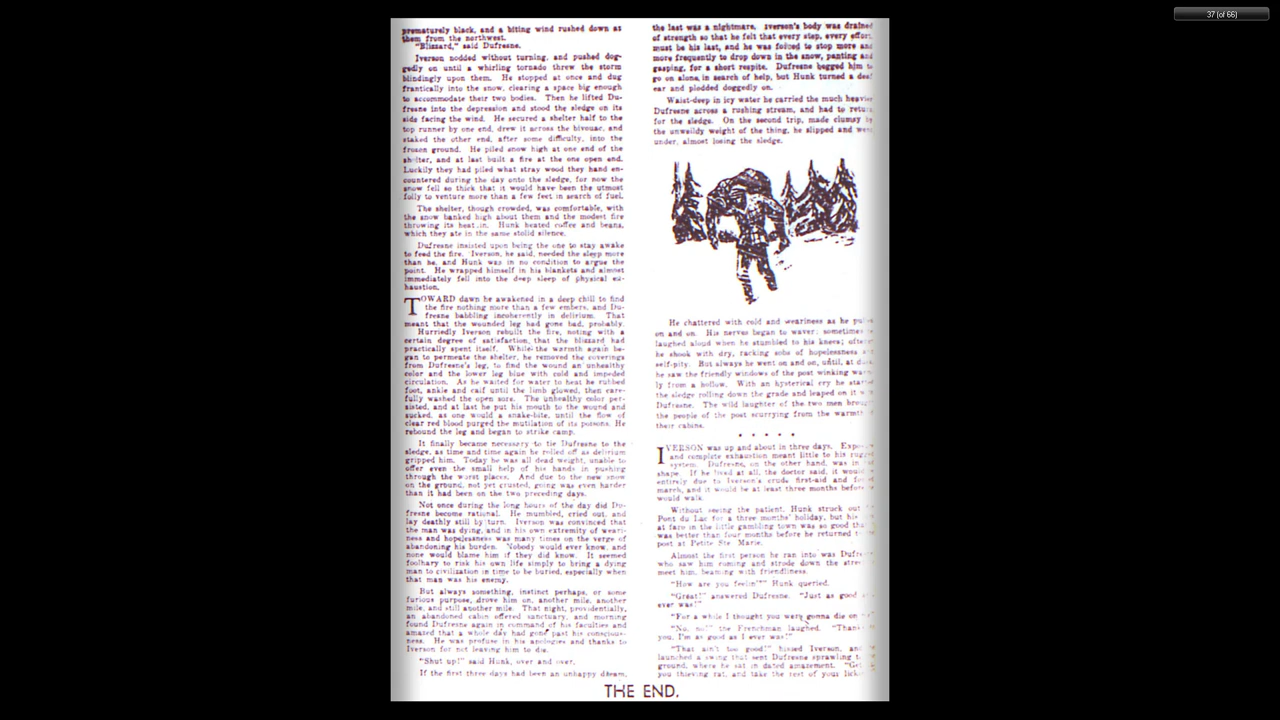 37 (of 66)
prematurely black, and a biting wind rushed down as
them from the northwest.
"Blizzard," said Dufresne.
Iverson nodded without turning, and pushed dog-
gedly on until a whirling tornado threw the storm
blindingly upon them. He stopped at once and dug
frantically into the snow, clearing a space big enough
to accommodate their two bodies. Then he lifted Du-
fresne into the depression and stood the sledge on its
side facing the wind. He secured a shelter half to the
top runner by one end, drew it across the bivouac, and
staked the other end, after some difficulty, into the
frozen ground. He piled snow high at one end of the
shelter, and at last built a fire at the one open end.
Luckily they had piled what stray wood they hand en-
countered during the day onto the sledge, for now the
snow fell so thick that it would have been the utmost
folly to venture more than a few feet in search of fuel.
The shelter, though crowded, was comfortable, with
the snow banked high about them and the modest fire
throwing its heat in. Hunk heated coffee and beans,
which they ate in the same stolid silence.
Dufresne insisted upon being the one to stay awake
to feed the fire. Iverson, he said, needed the sleep more
than he, and Hunk was in no condition to argue the
point. He wrapped himself in his blankets and almost
immediately fell into the deep sleep of physical ex-
haustion.
TOWARD dawn he awakened in a deep chill to find
the fire nothing more than a few embers, and Du-
fresne babbling incoherently in delirium. That
meant that the wounded leg had gone bad, probably.
Hurriedly Iverson rebuilt the fire, noting with a
certain degree of satisfaction, that the blizzard had
practically spent itself. While the warmth again be-
gan to permeate the shelter, he removed the coverings
from Dufresne's leg, to find the wound an unhealthy
color and the lower leg blue with cold and impeded
circulation. As he waited for water to heat he rubbed
foot, ankle and calf until the limb glowed, then care-
fully washed the open sore. The unhealthy color per-
sisted, and at last he put his mouth to the wound and
sucked, as one would a snake-bite, until the flow of
clear red blood purged the mutilation of its poisons. He
rebound the leg and began to strike camp.
It finally became necessary to tie Dufresne to the
sledge, as time and time again he rolled off as delirium
gripped him. Today he was all dead weight, unable to
offer even the small help of his hands in pushing
through the worst places. And due to the new snow
on the ground, not yet crusted, going was even harder
than it had been on the two preceding days.
Not once during the long hours of the day did Du-
fresne become rational. He mumbled, cried out, and
lay deathly still by turn. Iverson was convinced that
the man was dying, and in his own extremity of weari-
ness and hopelessness was many times on the verge of
abandoning his burden. Nobody would ever know, and
none would blame him if they did know. It seemed
foolhardy to risk his own life simply to bring a dying
man to civilization in time to be buried, especially when
that man was his enemy.
But always something, instinct perhaps, or some
furious purpose, drove him on, another mile, another
mile, and still another mile. That night, providentially,
an abandoned cabin offered sanctuary, and morning
found Dufresne again in command of his faculties and
amazed that a whole day had gone past his conscious-
ness. He was profuse in his apologies and thanks to
Iverson for not leaving him to die.
"Shut up!" said Hunk, over and over.
If the first three days had been an unhappy dream,
the last was a nightmare. Iverson's body was drained
of strength so that he felt that every step, every effort
must be his last, and he was forced to stop more and
more frequently to drop down in the snow, panting and
gasping, for a short respite. Dufresne begged him to
go on alone, in search of help, but Hunk turned a deaf
ear and plodded doggedly on.
Waist-deep in icy water he carried the much heavier
Dufresne across a rushing stream, and had to return
for the sledge. On the second trip, made clumsy by
the unwieldy weight of the thing, he slipped and went
under, almost losing the sledge.
He chattered with cold and weariness as he
on and on. His nerves began to waver; sometimes
laughed aloud when he stumbled to his knees; often
he shook with dry, racking sobs of hopelessness
self-pity. But always he went on and on, until, at
he saw the friendly windows of the post winking
ly from a hollow. With an hysterical cry he
the sledge rolling down the grade and leaped on it
Dufresne. The wild laughter of the two men
the people of the post scurrying from the warmth
their cabins.
* * * * *
IVERSON was up and about in three days.
and complete exhaustion meant little to his
system. Dufresne, on the other hand, was in
shape. If he lived at all, the doctor said, it would
entirely due to Iverson's crude first-aid and
march, and it would be at least three months before
would walk.
Without seeing the patient, Hunk struck out
Pont du Lac for a three months' holiday, but his
at faro in the little gambling town was so good
was better than four months before he returned
post at Petite Ste Marie.
Almost the first person he ran into was
who saw him coming and strode down the
meet him, beaming with friendliness.
"How are you feelin'?" Hunk queried.
"Great!" answered Dufresne. "Just as good
ever was!"
"For a while I thought you were gonna die on
"No, no!" the Frenchman laughed.
you, I'm as good as I ever was!"
"That ain't too good!" hissed Iverson, and
launched a swing that sent Dufresne sprawling
ground, where he sat in dazed amazement.
you thieving rat, and take the rest of your
THE END.